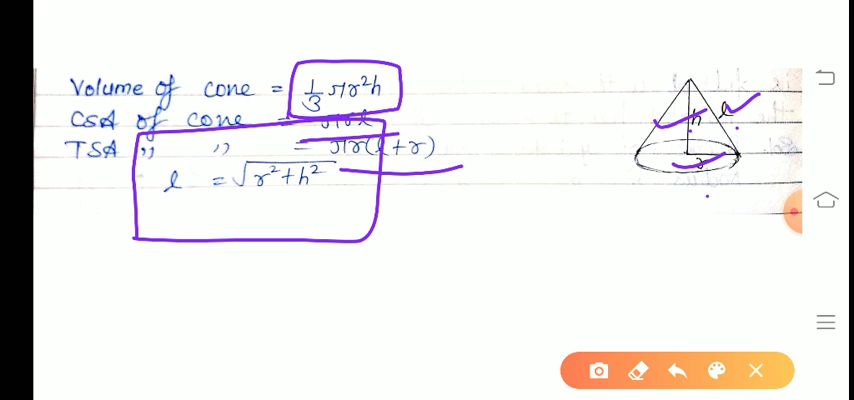 Volume of cone = 1/3 πr²h
CSA of cone = πrl
TSA ,, ,, = πr(l+r)
l = √r²+h²
h
l
r